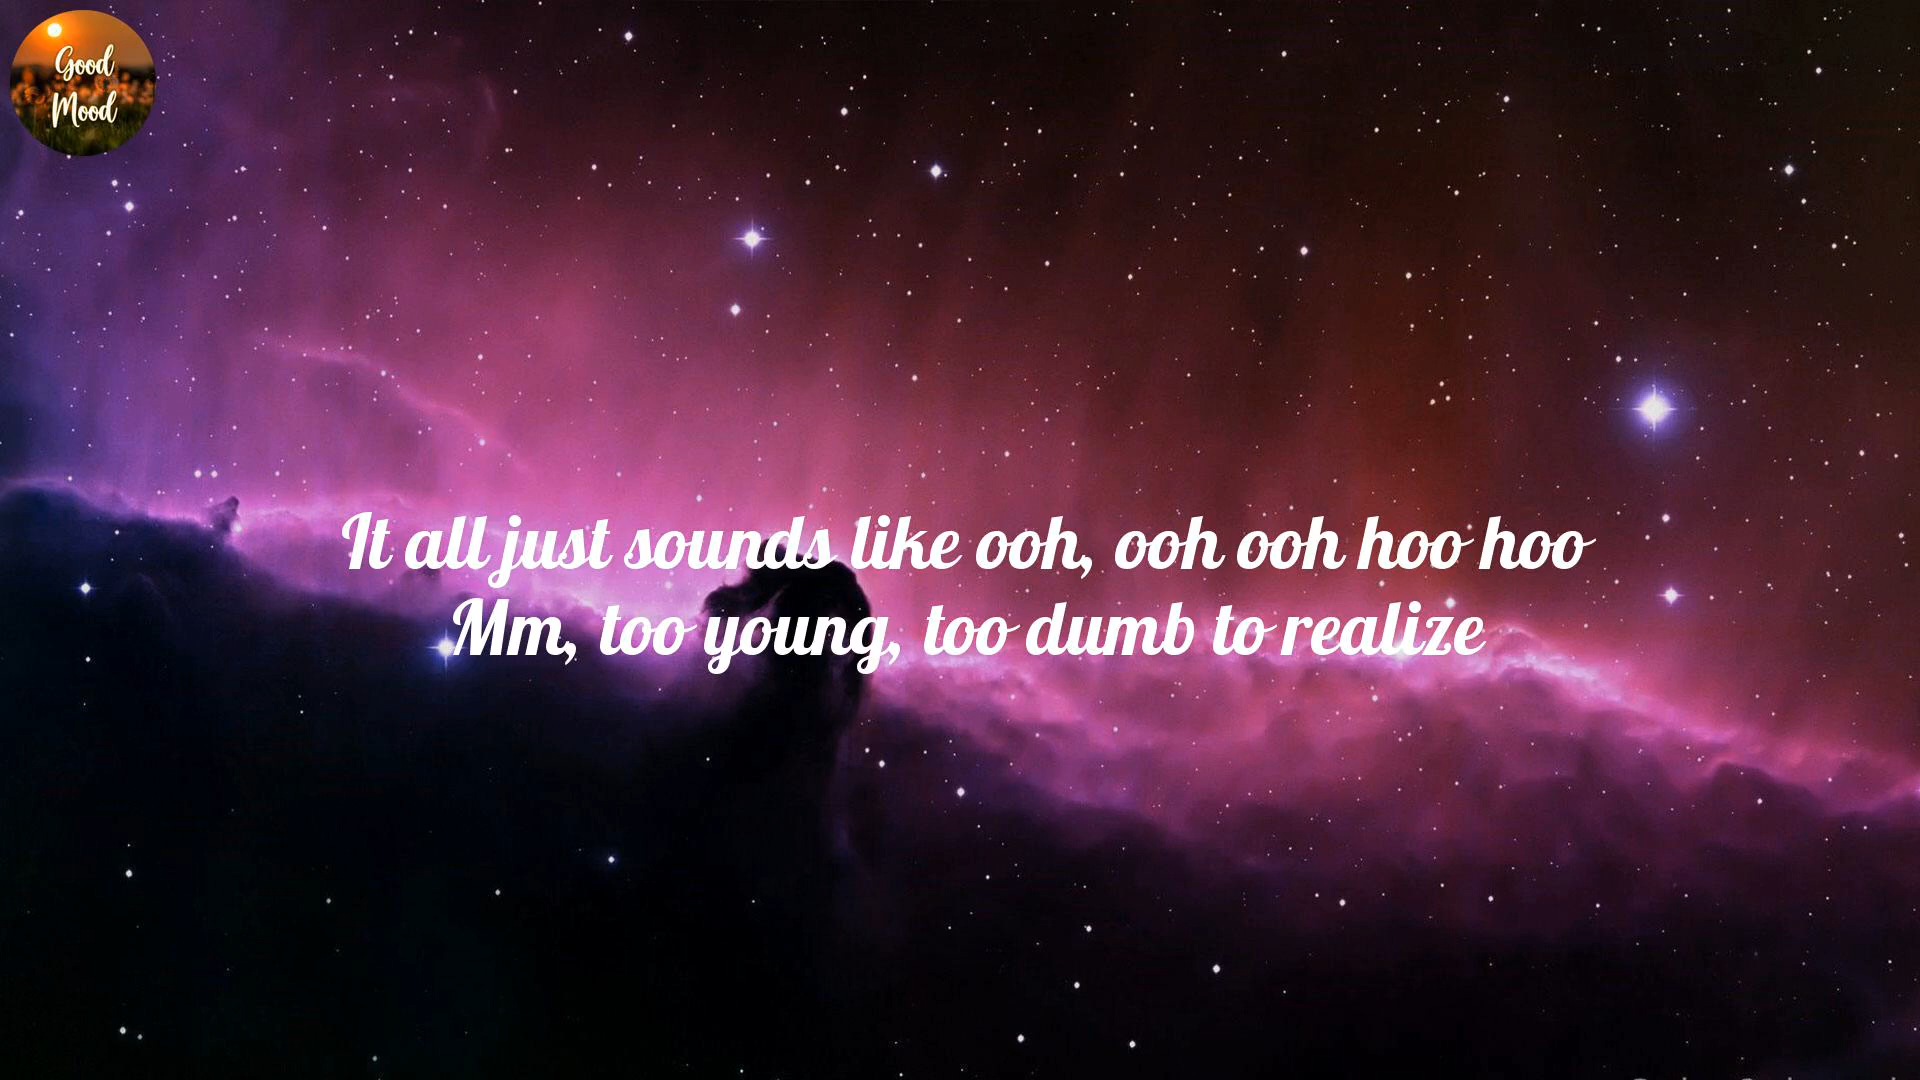 Good
Mood
It all just sounds like ooh, ooh ooh hoo hoo
Mm, too young, too dumb to realize